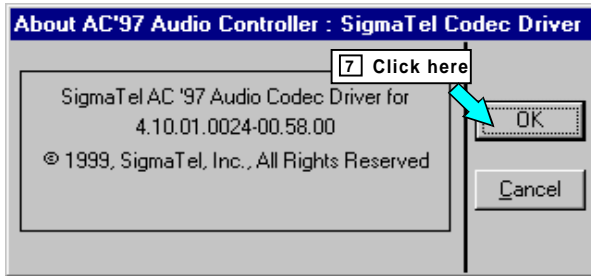 About AC'97 Audio Controller : SigmaTel Codec Driver
7 Click here
SigmaTel AC '97 Audio Codec Driver for
4.10.01.0024-00.58.00
© 1999, SigmaTel, Inc., All Rights Reserved
OK
Cancel